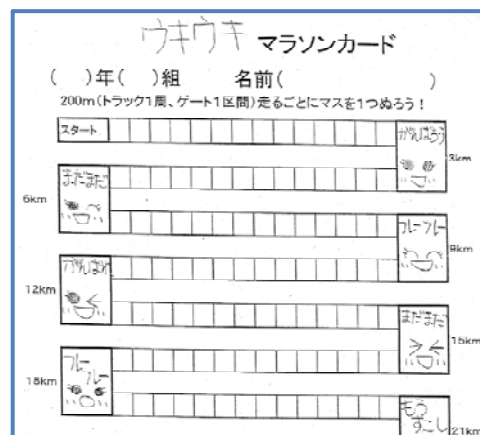 ウキウキ マラソンカード
( )年( )組 名前( )
200m(トラック1周、ゲート1区間)走るごとにマスを1つぬろう!
スタート
がんばろう
3km
まだまだ
6km
フレーフレー
9km
がんばれ
12km
まだまだ
15km
フレー
フレー
18km
もう
すこし
21km